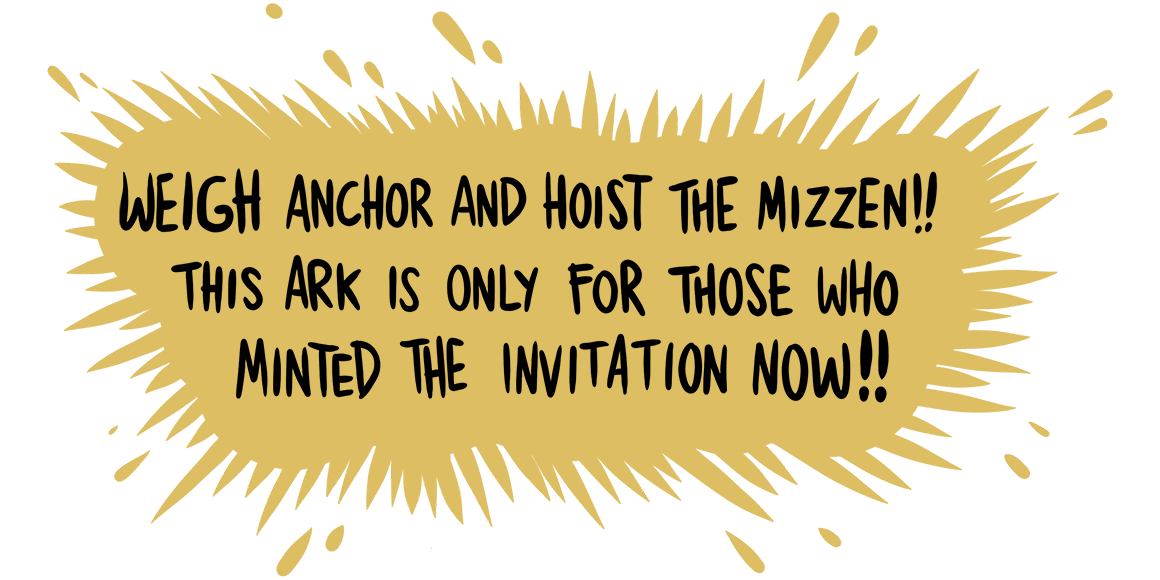 WEIGH ANCHOR AND HOIST THE MIZZEN!!
THIS ARK IS ONLY FOR THOSE WHO
MINTED THE INVITATION NOW!!